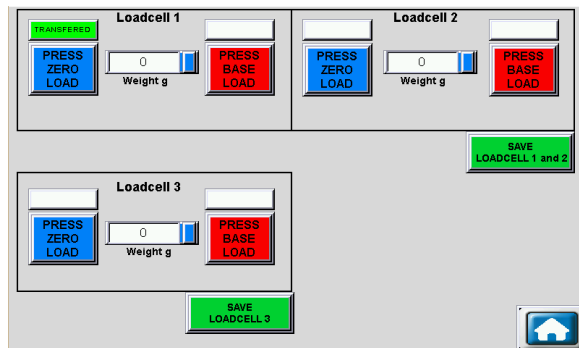 Loadcell 1
TRANSFERED
PRESS
ZERO
LOAD
0
Weight g
PRESS
BASE
LOAD
Loadcell 2
PRESS
ZERO
LOAD
0
Weight g
PRESS
BASE
LOAD
SAVE
LOADCELL 1 and 2
Loadcell 3
PRESS
ZERO
LOAD
0
Weight g
PRESS
BASE
LOAD
SAVE
LOADCELL 3